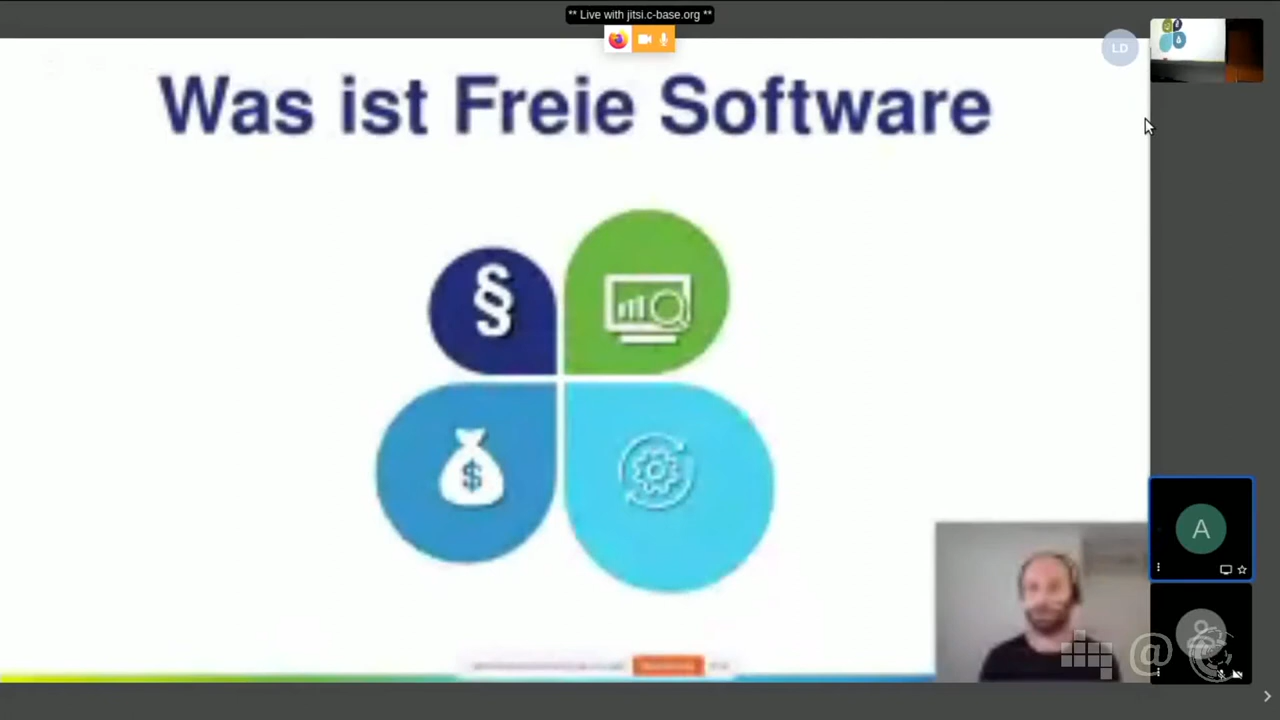 ** Live with jitsi.c-base.org **
LD
Was ist Freie Software
§
$
A
@